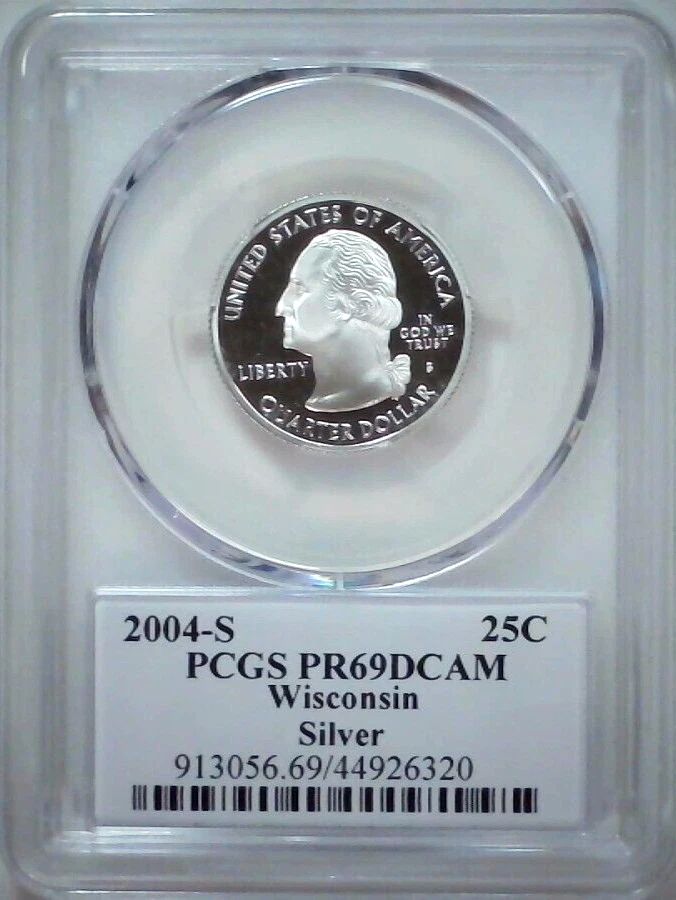 UNITED STATES OF AMERICA
IN
GOD WE
TRUST
S
LIBERTY
QUARTER DOLLAR
2004-S 25C
PCGS PR69DCAM
Wisconsin
Silver
913056.69/44926320